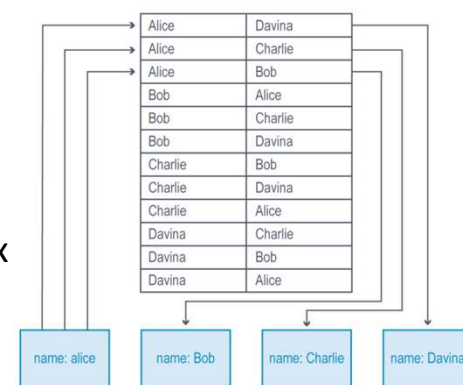 Alice Davina
Alice Charlie
Alice Bob
Bob Alice
Bob Charlie
Bob Davina
Charlie Bob
Charlie Davina
Charlie Alice
Davina Charlie
x
Davina Bob
Davina Alice
name: alice name: Bob name: Charlie name: Davina